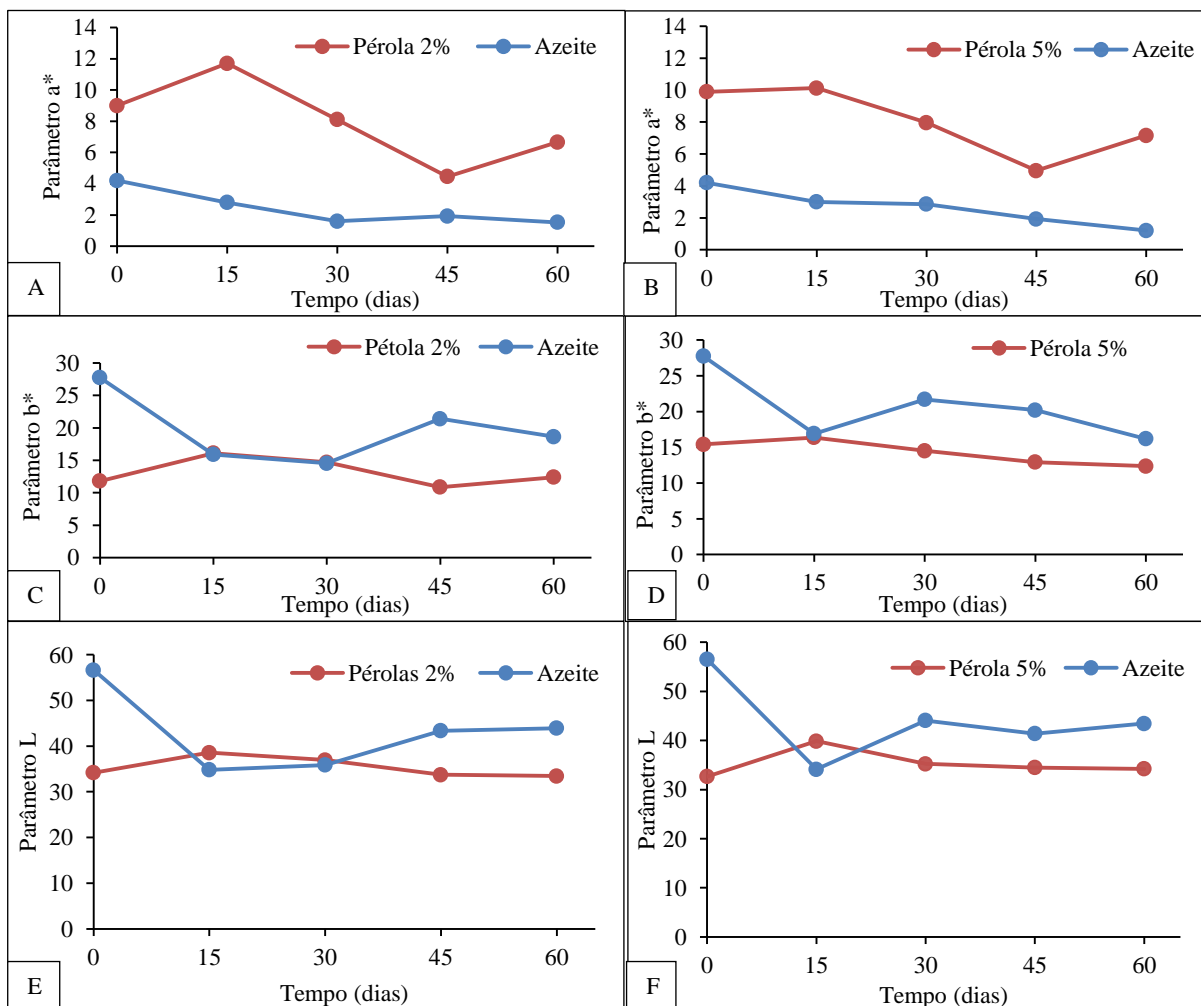 Pérola 2% Azeite
Parâmetro a*
14
12
10
8
6
4
2
0
0 15 30 45 60
Tempo (dias)
A
Pérola 5% Azeite
Parâmetro a*
14
12
10
8
6
4
2
0
0 15 30 45 60
Tempo (dias)
B
Pétola 2% Azeite
Parâmetro b*
30
25
20
15
10
5
0
0 15 30 45 60
Tempo (dias)
C
Pérola 5%
Parâmetro b*
30
25
20
15
10
5
0
0 15 30 45 60
Tempo (dias)
D
Pérolas 2% Azeite
Parâmetro L
60
50
40
30
20
10
0
0 15 30 45 60
Tempo (dias)
E
Pérola 5% Azeite
Parâmetro L
60
50
40
30
20
10
0
0 15 30 45 60
Tempo (dias)
F